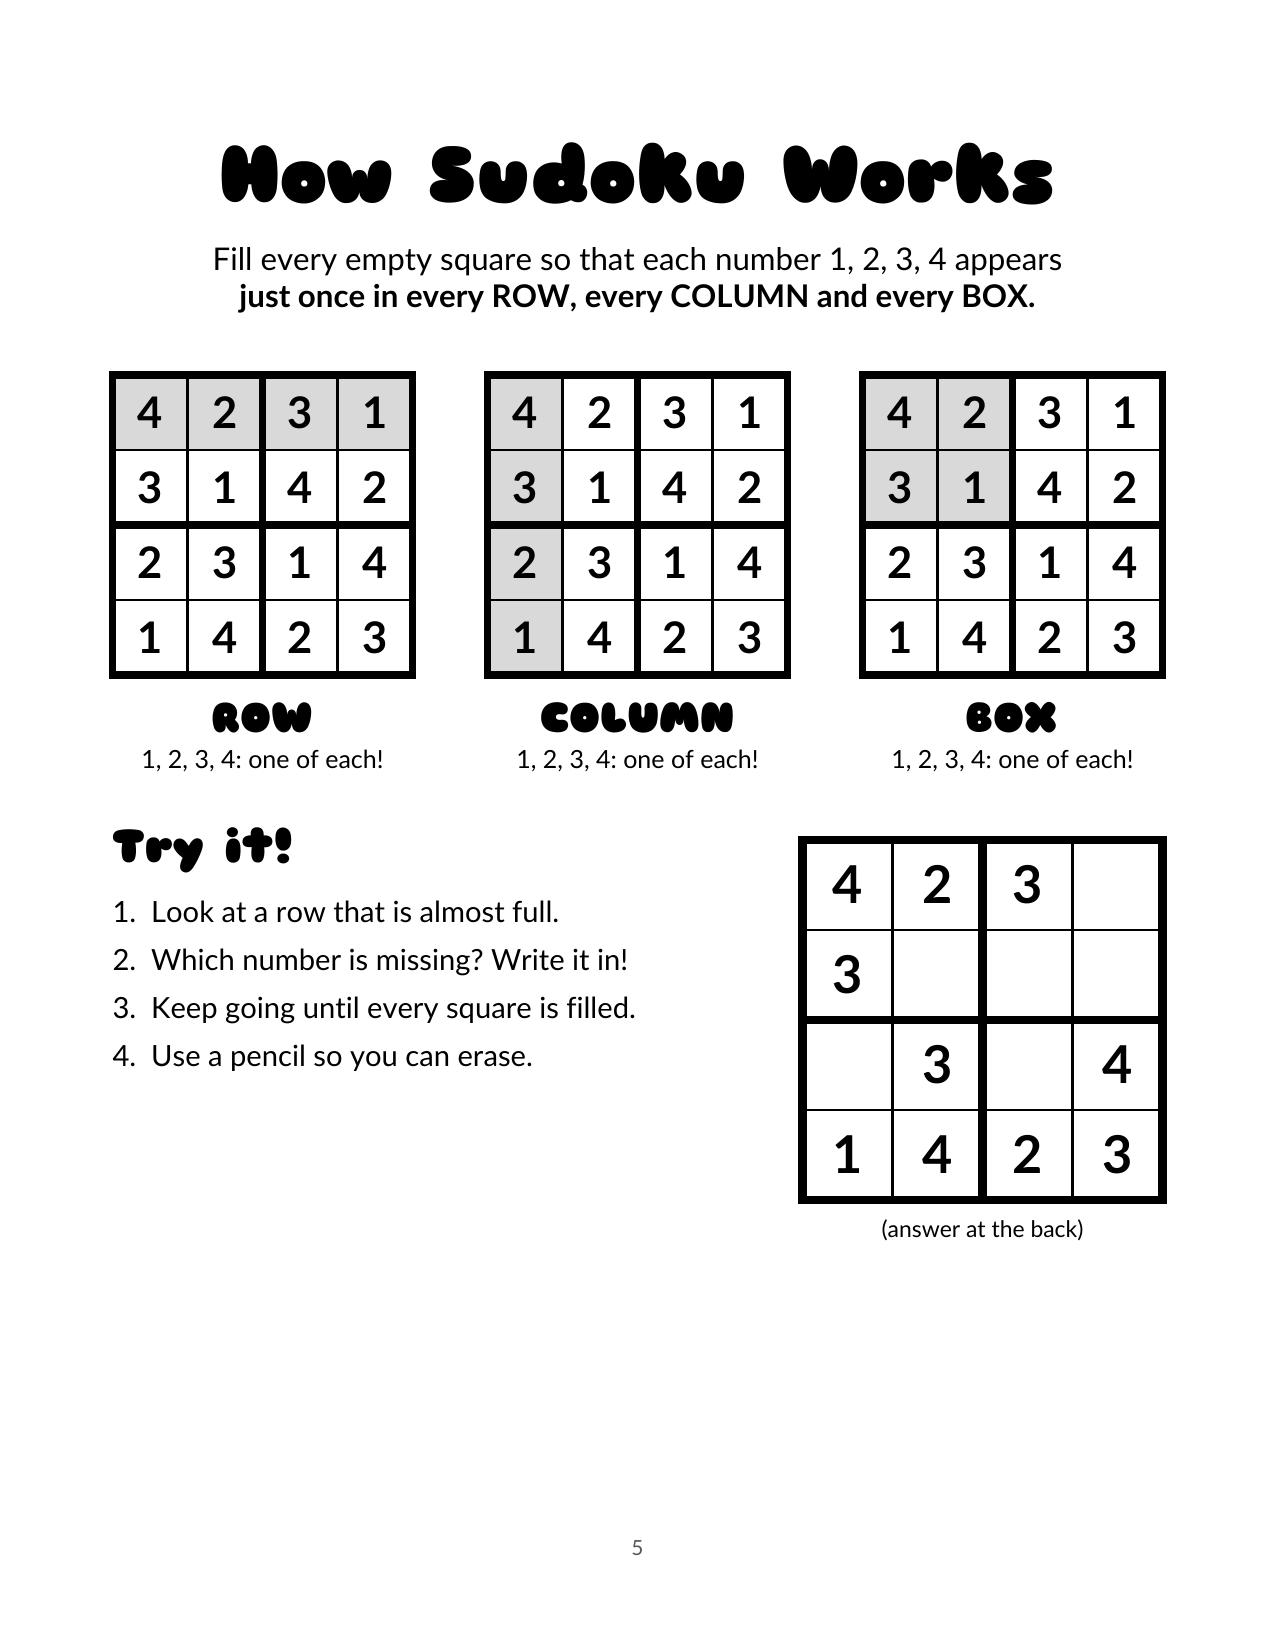 How Sudoku Works
Fill every empty square so that each number 1, 2, 3, 4 appears
just once in every ROW, every COLUMN and every BOX.
4 2 3 1
3 1 4 2
2 3 1 4
1 4 2 3
ROW
1, 2, 3, 4: one of each!
4 2 3 1
3 1 4 2
2 3 1 4
1 4 2 3
COLUMN
1, 2, 3, 4: one of each!
4 2 3 1
3 1 4 2
2 3 1 4
1 4 2 3
BOX
1, 2, 3, 4: one of each!
Try it!
1. Look at a row that is almost full.
2. Which number is missing? Write it in!
3. Keep going until every square is filled.
4. Use a pencil so you can erase.
4 2 3
3
3 4
1 4 2 3
(answer at the back)
5